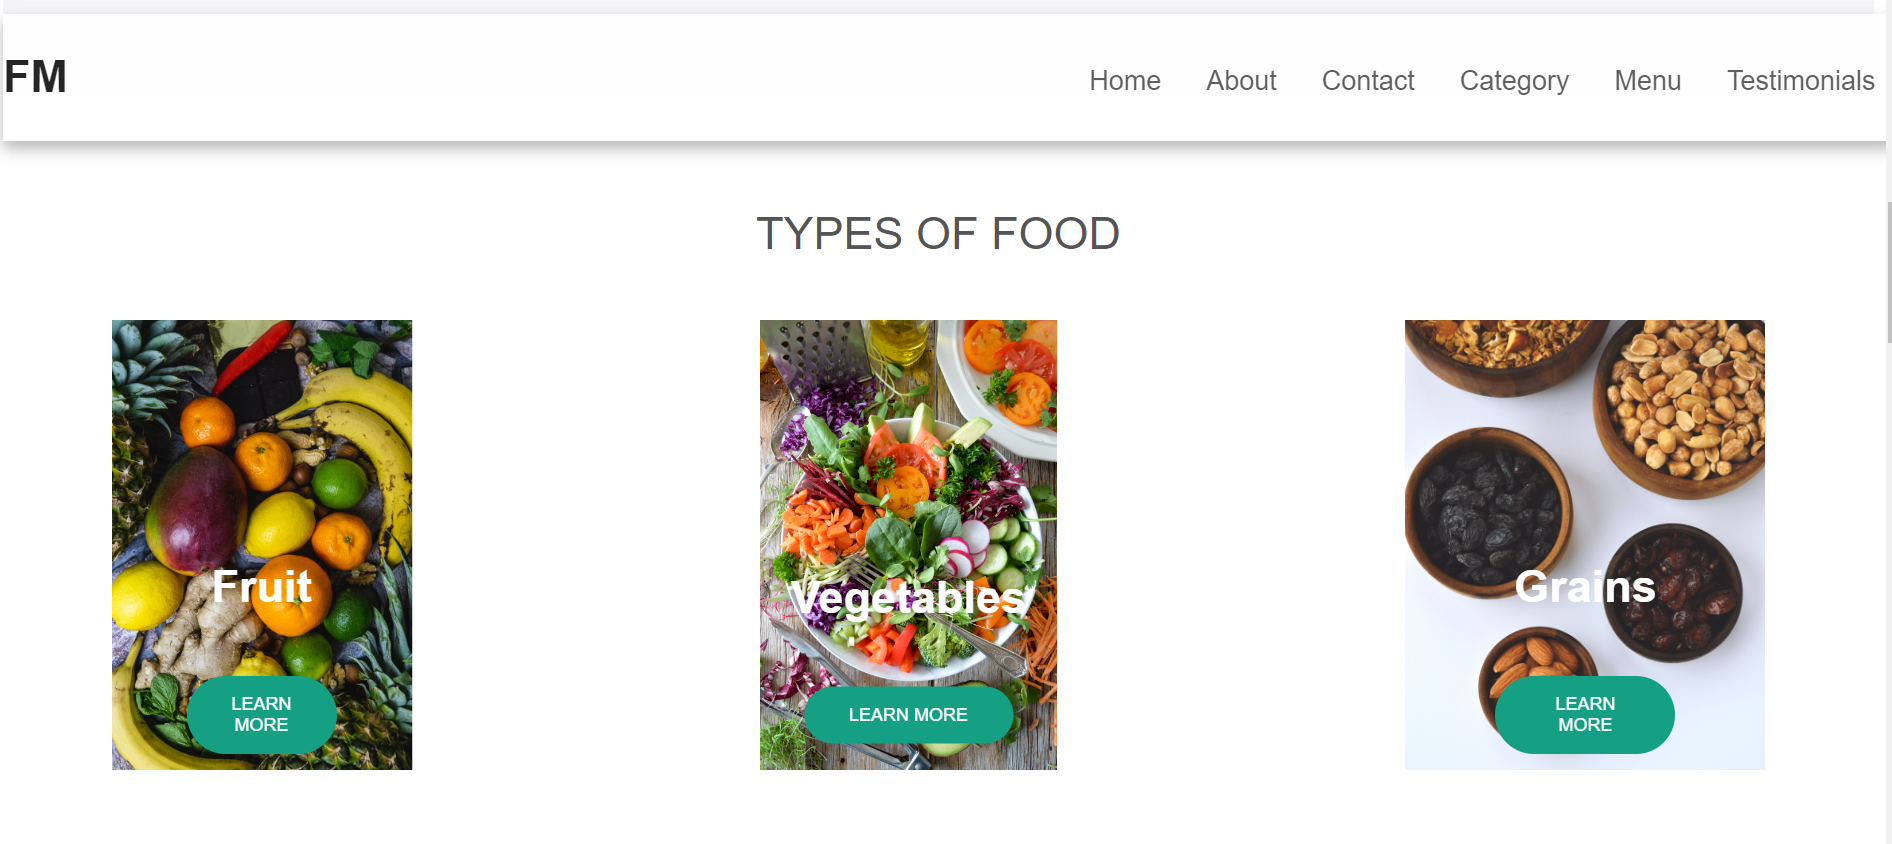 FM
Home About Contact Category Menu Testimonials
TYPES OF FOOD
Fruit
LEARN
MORE
Vegetables
LEARN MORE
Grains
LEARN
MORE